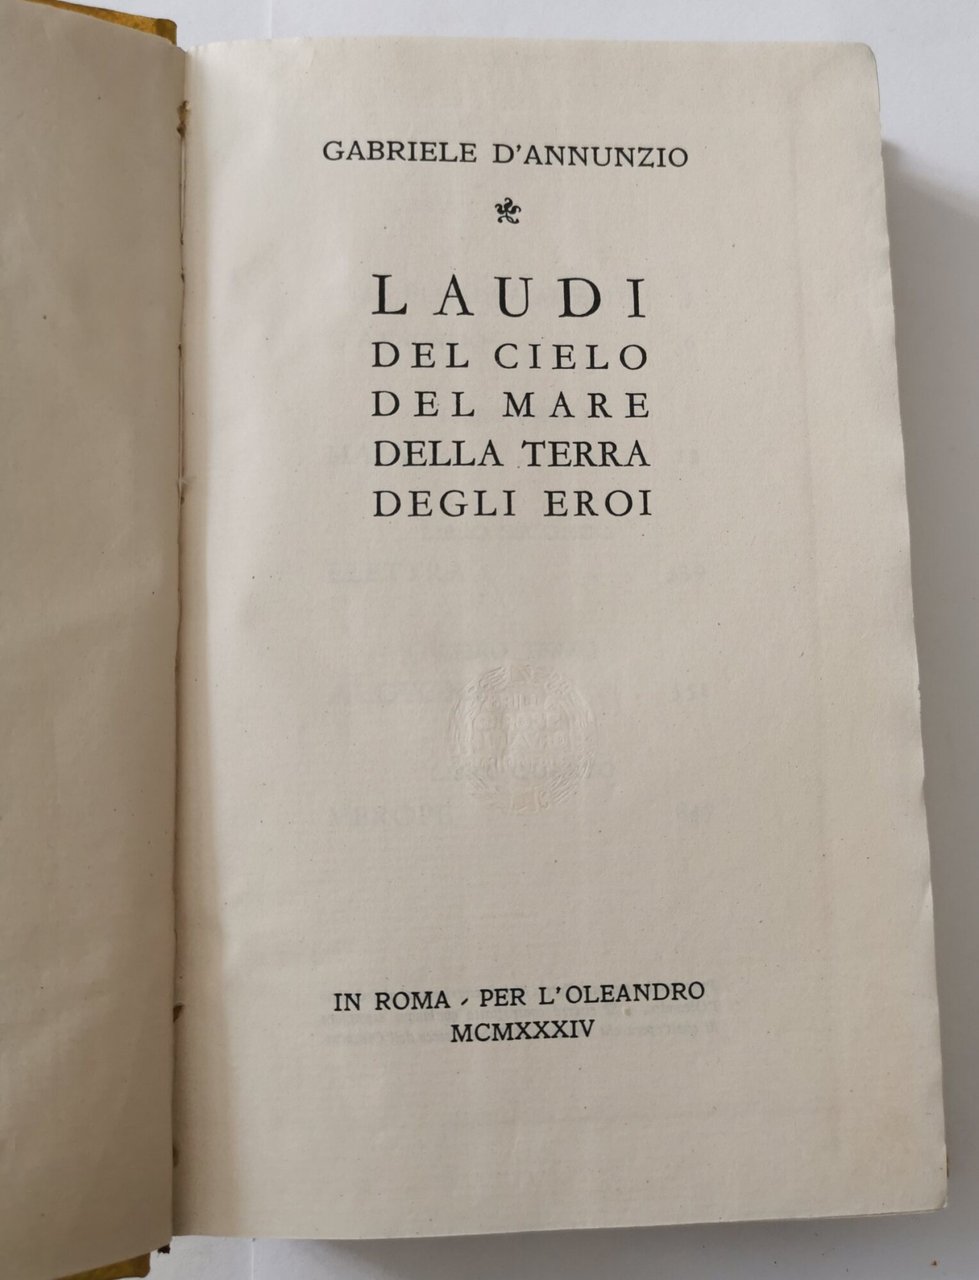 GABRIELE D'ANNUNZIO
LAUDI
DEL CIELO
DEL MARE
DELLA TERRA
DEGLI EROI
IN ROMA - PER L'OLEANDRO
MCMXXXIV